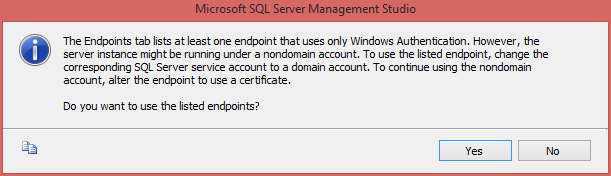 Microsoft SQL Server Management Studio
The Endpoints tab lists at least one endpoint that uses only Windows Authentication. However, the
server instance might be running under a nondomain account. To use the listed endpoint, change the
corresponding SQL Server service account to a domain account. To continue using the nondomain
account, alter the endpoint to use a certificate.
Do you want to use the listed endpoints?
Yes
No